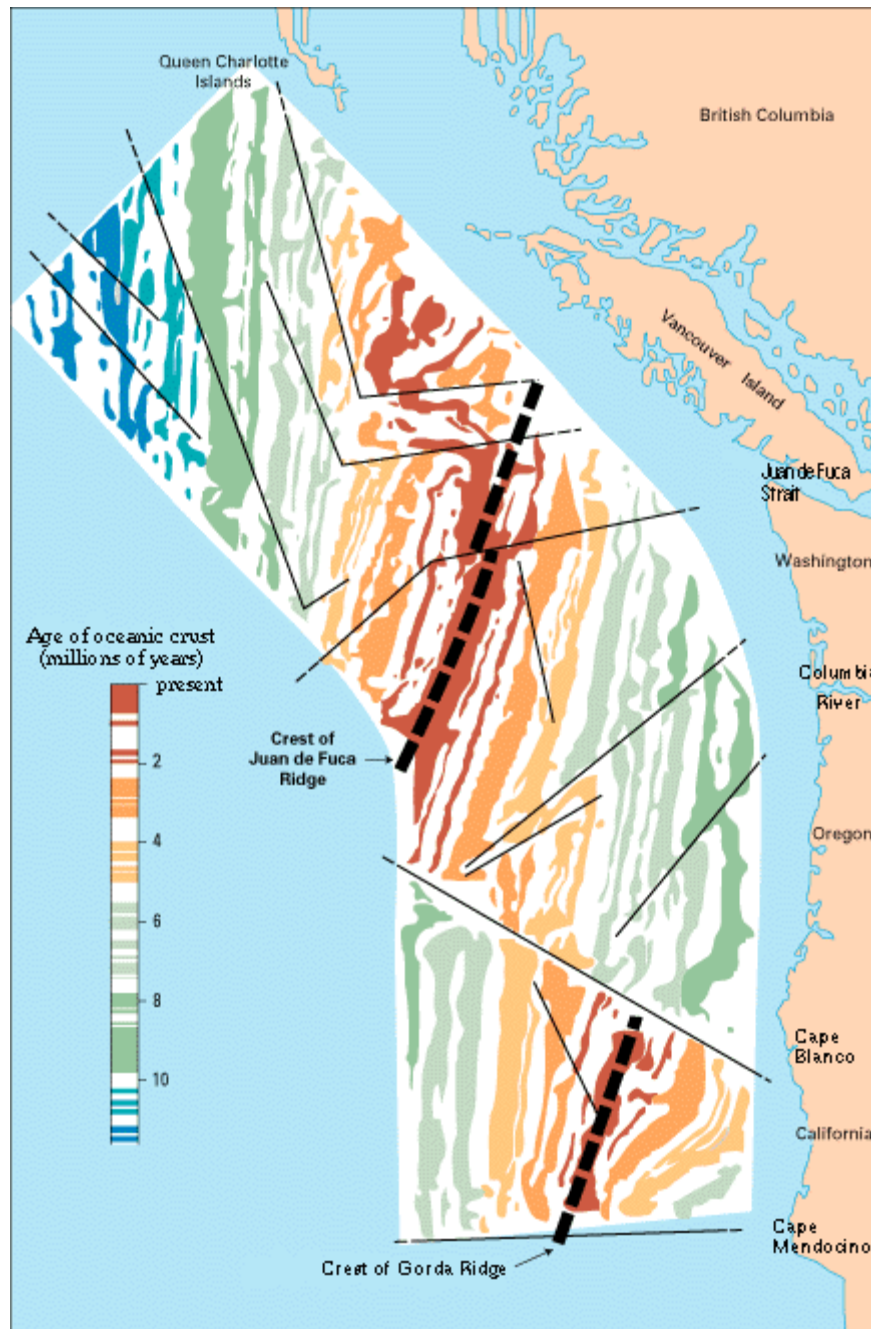 Queen Charlotte
Islands
British Columbia
Vancouver Island
Juan de Fuca
Strait
Washington
Age of oceanic crust
(millions of years)
present
2
4
6
8
10
Columbia
River
Crest of
Juan de Fuca
Ridge
Oregon
Cape
Blanco
California
Cape
Mendocino
Crest of Gorda Ridge